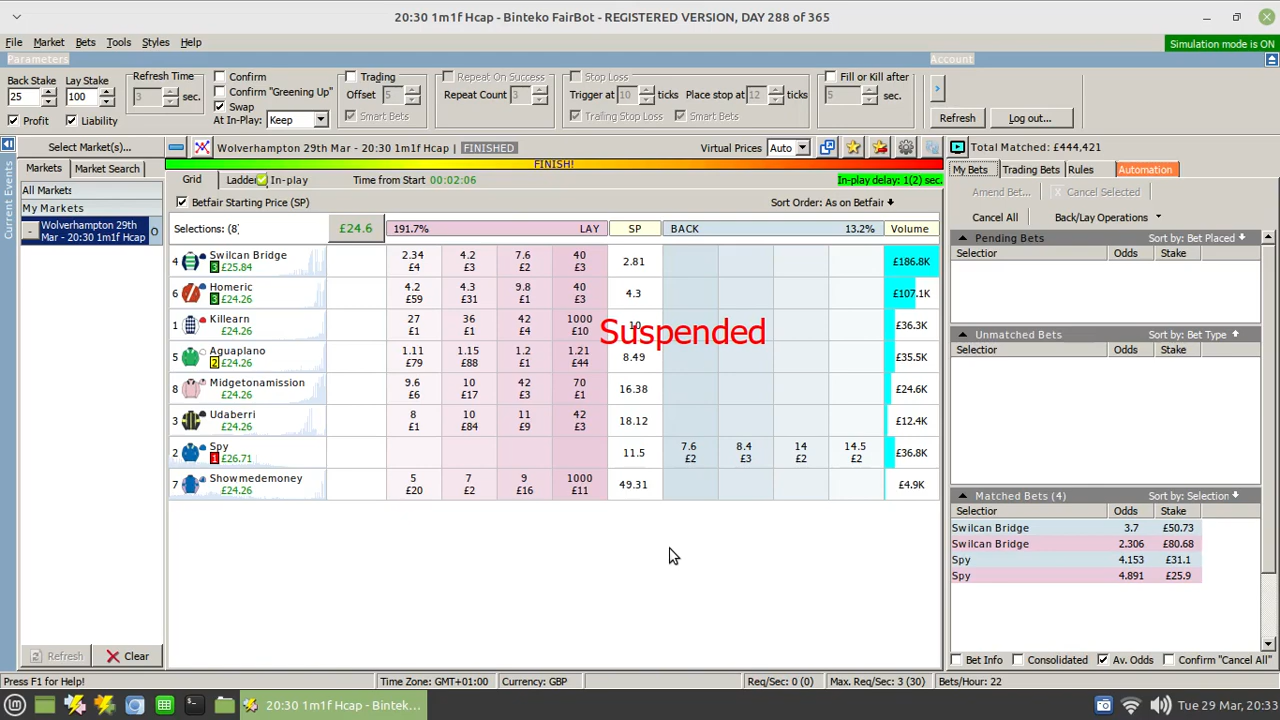 20:30 1m1f Hcap - Binteko FairBot - REGISTERED VERSION, DAY 288 of 365
File Market Bets Tools Styles Help
Simulation mode is ON
Parameters Account
Back Stake Lay Stake Refresh Time Confirm Trading Repeat On Success Stop Loss Fill or Kill after
25 100 3 sec. Confirm "Greening Up" Offset 5 Repeat Count 3 Trigger at 10 ticks Place stop at 12 ticks 5 sec.
Swap
Profit Liability At In-Play: Keep Smart Bets Trailing Stop Loss Smart Bets Refresh Log out...
Select Market(s)... Wolverhampton 29th Mar - 20:30 1m1f Hcap | FINISHED Virtual Prices Auto Total Matched: £444,421
Current Events
Markets Market Search FINISH! My Bets Trading Bets Rules Automation
All Markets Grid Ladder In-play Time from Start 00:02:06 In-play delay: 1(2) sec. Amend Bet... Cancel Selected
My Markets Betfair Starting Price (SP) Sort Order: As on Betfair Cancel All Back/Lay Operations
- Wolverhampton 29th
Mar - 20:30 1m1f Hcap O
Selections: (8) £24.6 191.7% LAY SP BACK 13.2% Volume
4 Swilcan Bridge 2.34 4.2 7.6 40 2.81 £186.8K
3 £25.84 £4 £3 £2 £3
6 Homeric 4.2 4.3 9.8 40 4.3 £107.1K
3 £24.26 £59 £31 £1 £3
1 Killearn 27 36 42 1000 10 £36.3K
£24.26 £1 £1 £4 £10
Suspended
5 Aguaplano 1.11 1.15 1.2 1.21 8.49 £35.5K
2 £24.26 £79 £88 £1 £44
8 Midgetonamission 9.6 10 42 70 16.38 £24.6K
£24.26 £6 £17 £3 £1
3 Udaberri 8 10 11 42 18.12 £12.4K
£24.26 £1 £84 £9 £3
2 Spy 11.5 7.6 8.4 14 14.5 £36.8K
1 £26.71 £2 £3 £2 £2
7 Showmedemoney 5 7 9 1000 49.31 £4.9K
£24.26 £20 £2 £16 £11
Pending Bets Sort by: Bet Placed
Selection Odds Stake
Unmatched Bets Sort by: Bet Type
Selection Odds Stake
Matched Bets (4) Sort by: Selection
Selection Odds Stake
Swilcan Bridge 3.7 £50.73
Swilcan Bridge 2.306 £80.68
Spy 4.153 £31.1
Spy 4.891 £25.9
Refresh Clear Bet Info Consolidated Av. Odds Confirm "Cancel All"
Press F1 for Help! Time Zone: GMT+01:00 Currency: GBP Req/Sec: 0 (0) Max. Req/Sec: 3 (30) Bets/Hour: 22
20:30 1m1f Hcap - Bintek... Tue 29 Mar, 20:33